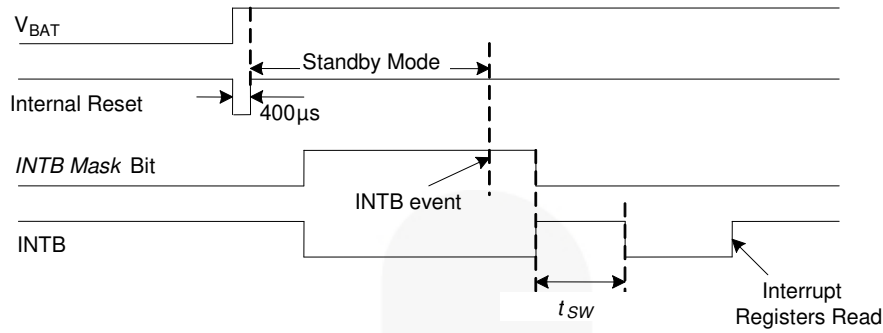 VBAT
Standby Mode
Internal Reset
400µs
INTB Mask Bit
INTB event
INTB
tSW
Interrupt
Registers Read